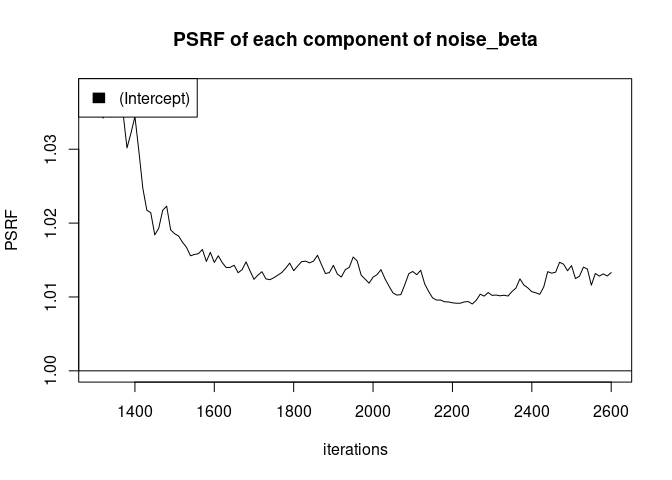 PSRF of each component of noise_beta
(Intercept)
PSRF
1.03
1.02
1.01
1.00
1400 1600 1800 2000 2200 2400 2600
iterations